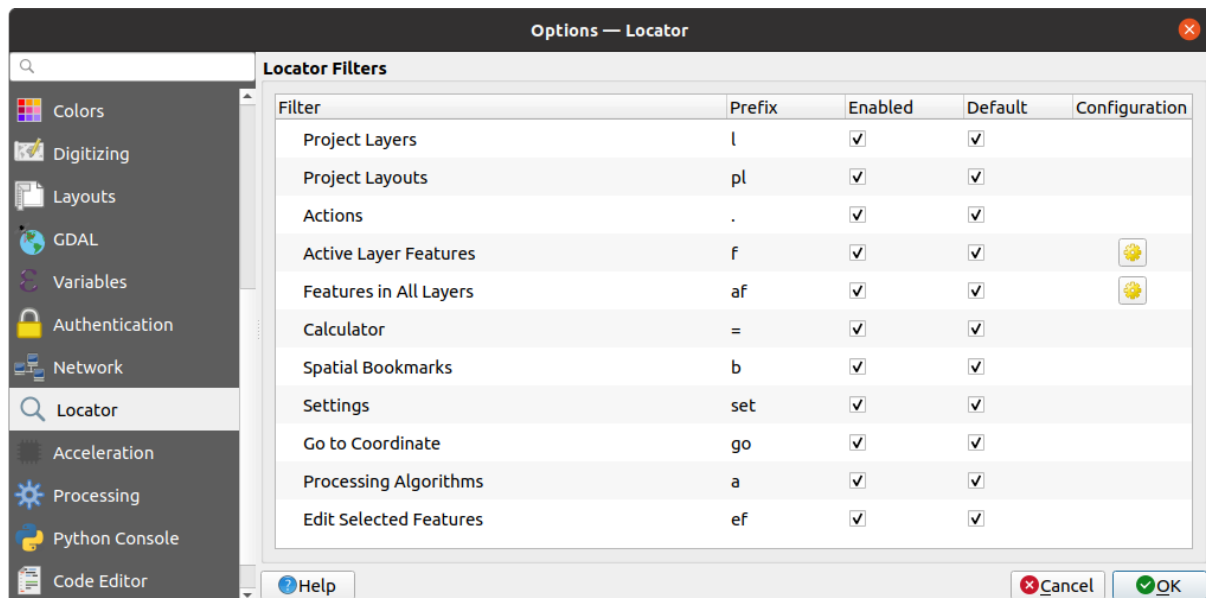 Options — Locator
Locator Filters
Colors
Digitizing
Layouts
GDAL
Variables
Authentication
Network
Locator
Acceleration
Processing
Python Console
Code Editor
Filter Prefix Enabled Default Configuration
Project Layers l
Project Layouts pl
Actions .
Active Layer Features f
Features in All Layers af
Calculator =
Spatial Bookmarks b
Settings set
Go to Coordinate go
Processing Algorithms a
Edit Selected Features ef
Help Cancel OK